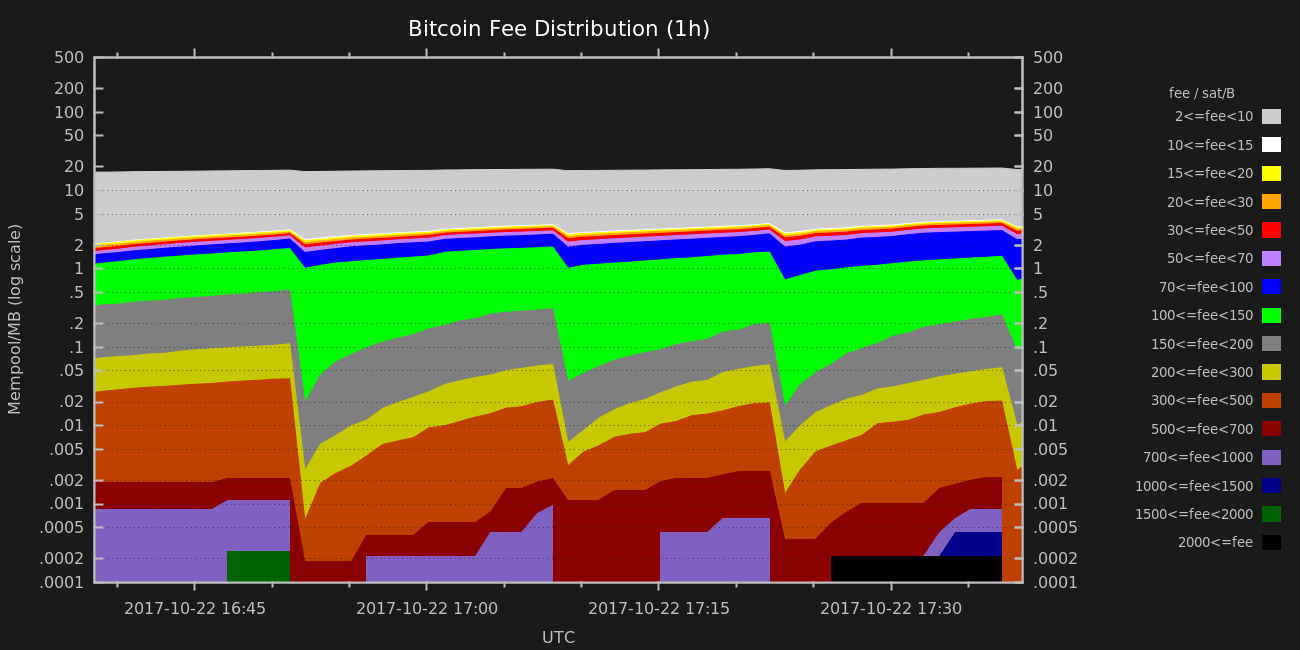 Bitcoin Fee Distribution (1h)
500
200
100
50
20
10
5
2
1
.5
.2
.1
.05
.02
.01
.005
.002
.001
.0005
.0002
.0001
Mempool/MB (log scale)
500
200
100
50
20
10
5
2
1
.5
.2
.1
.05
.02
.01
.005
.002
.001
.0005
.0002
.0001
2017-10-22 16:45
2017-10-22 17:00
2017-10-22 17:15
2017-10-22 17:30
UTC
fee / sat/B
2<=fee<10
10<=fee<15
15<=fee<20
20<=fee<30
30<=fee<50
50<=fee<70
70<=fee<100
100<=fee<150
150<=fee<200
200<=fee<300
300<=fee<500
500<=fee<700
700<=fee<1000
1000<=fee<1500
1500<=fee<2000
2000<=fee